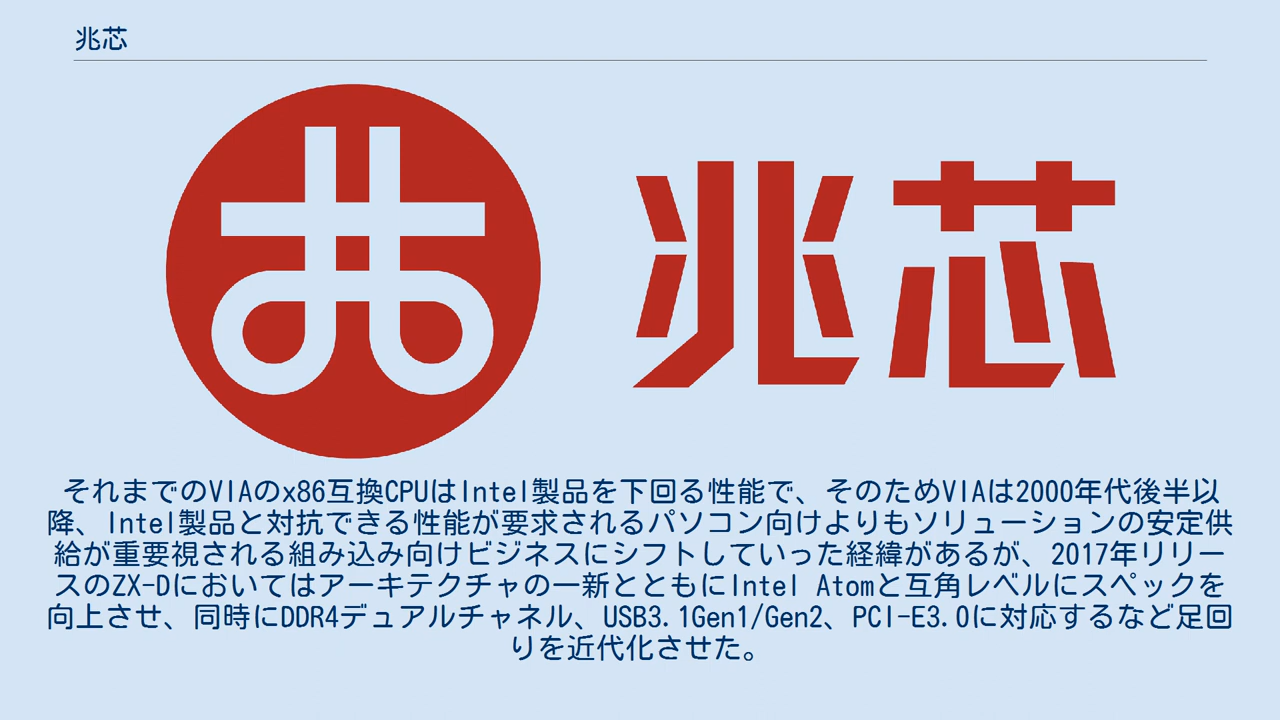 兆芯
兆芯
それまでのVIAのx86互換CPUはIntel製品を下回る性能で、そのためVIAは2000年代後半以
降、Intel製品と対抗できる性能が要求されるパソコン向けよりもソリューションの安定供
給が重要視される組み込み向けビジネスにシフトしていった経緯があるが、2017年リリー
スのZX-Dにおいてはアーキテクチャの一新とともにIntel Atomと互角レベルにスペックを
向上させ、同時にDDR4デュアルチャネル、USB3.1Gen1/Gen2、PCI-E3.0に対応するなど足回
りを近代化させた。